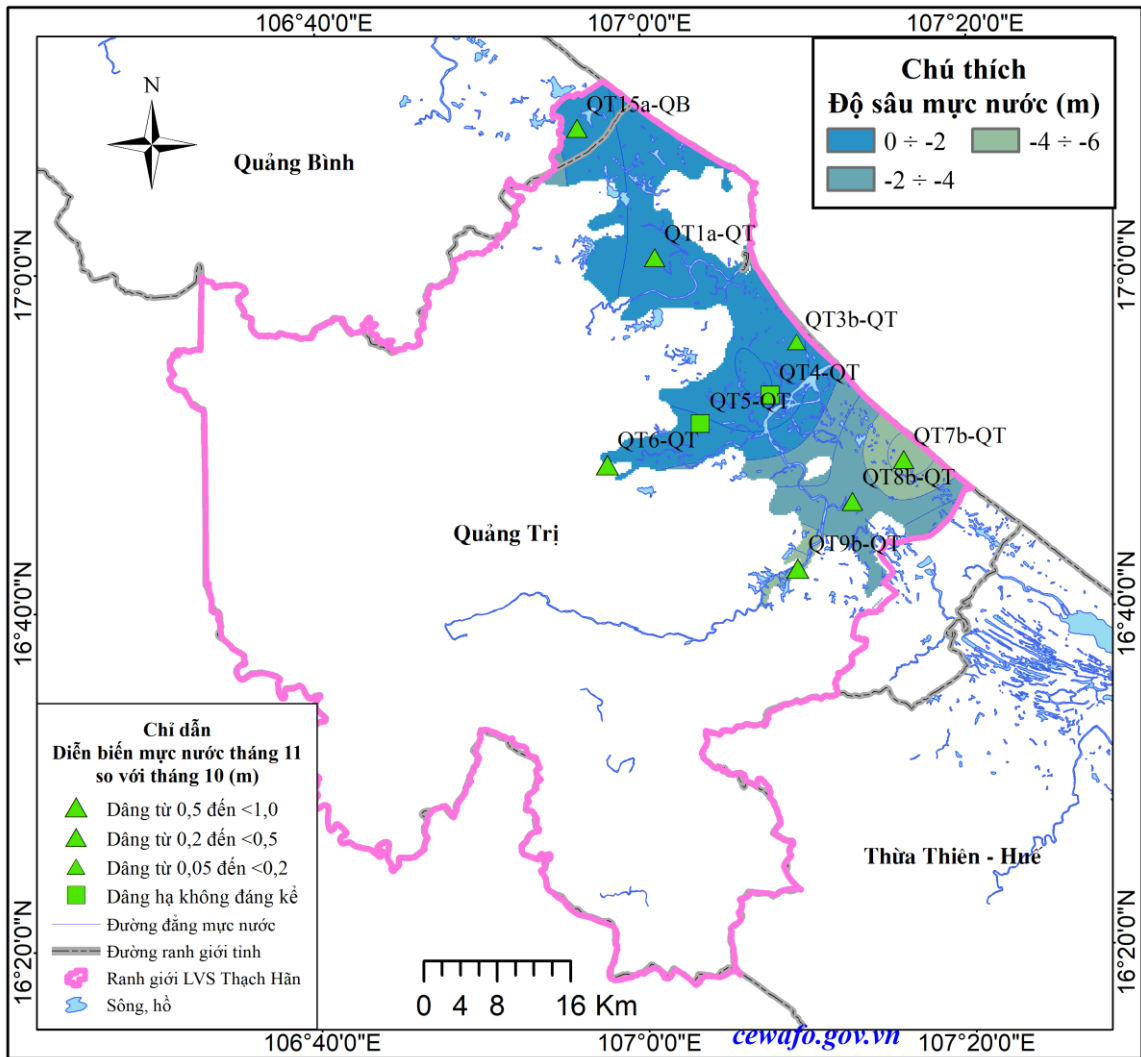 106°40'0"E
107°0'0"E
107°20'0"E
N
Chú thích
Độ sâu mực nước (m)
0 ÷ -2
-4 ÷ -6
-2 ÷ -4
Quảng Bình
QT15a-QB
17°0'0"N
QT1a-QT
17°0'0"N
QT3b-QT
QT4-QT
QT5-QT
QT6-QT
QT7b-QT
QT8b-QT
Quảng Trị
QT9b-QT
16°40'0"N
16°40'0"N
Chỉ dẫn
Diễn biến mực nước tháng 11
so với tháng 10 (m)
Dâng từ 0,5 đến <1,0
Dâng từ 0,2 đến <0,5
Dâng từ 0,05 đến <0,2
Dâng hạ không đáng kể
Đường đẳng mực nước
Đường ranh giới tỉnh
Ranh giới LVS Thạch Hãn
Sông, hồ
Thừa Thiên - Huế
16°20'0"N
16°20'0"N
0 4 8 16 Km
cewafo.gov.vn
106°40'0"E
107°0'0"E
107°20'0"E